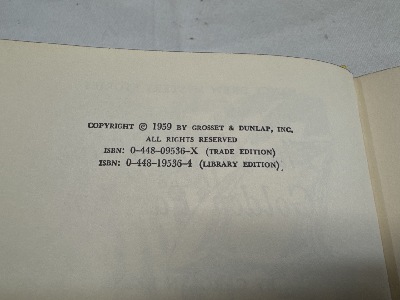 COPYRIGHT © 1959 BY GROSSET & DUNLAP, INC.
ALL RIGHTS RESERVED
ISBN: 0-448-09536-X (TRADE EDITION)
ISBN: 0-448-19536-4 (LIBRARY EDITION)